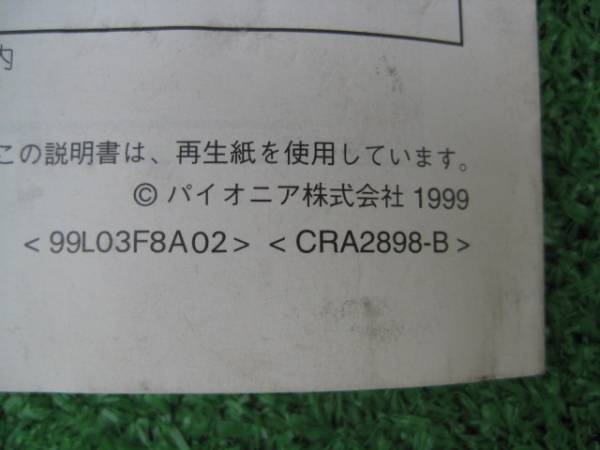 内
この説明書は、再生紙を使用しています。
© パイオニア株式会社 1999
< 99L03F8A02 > < CRA2898-B >